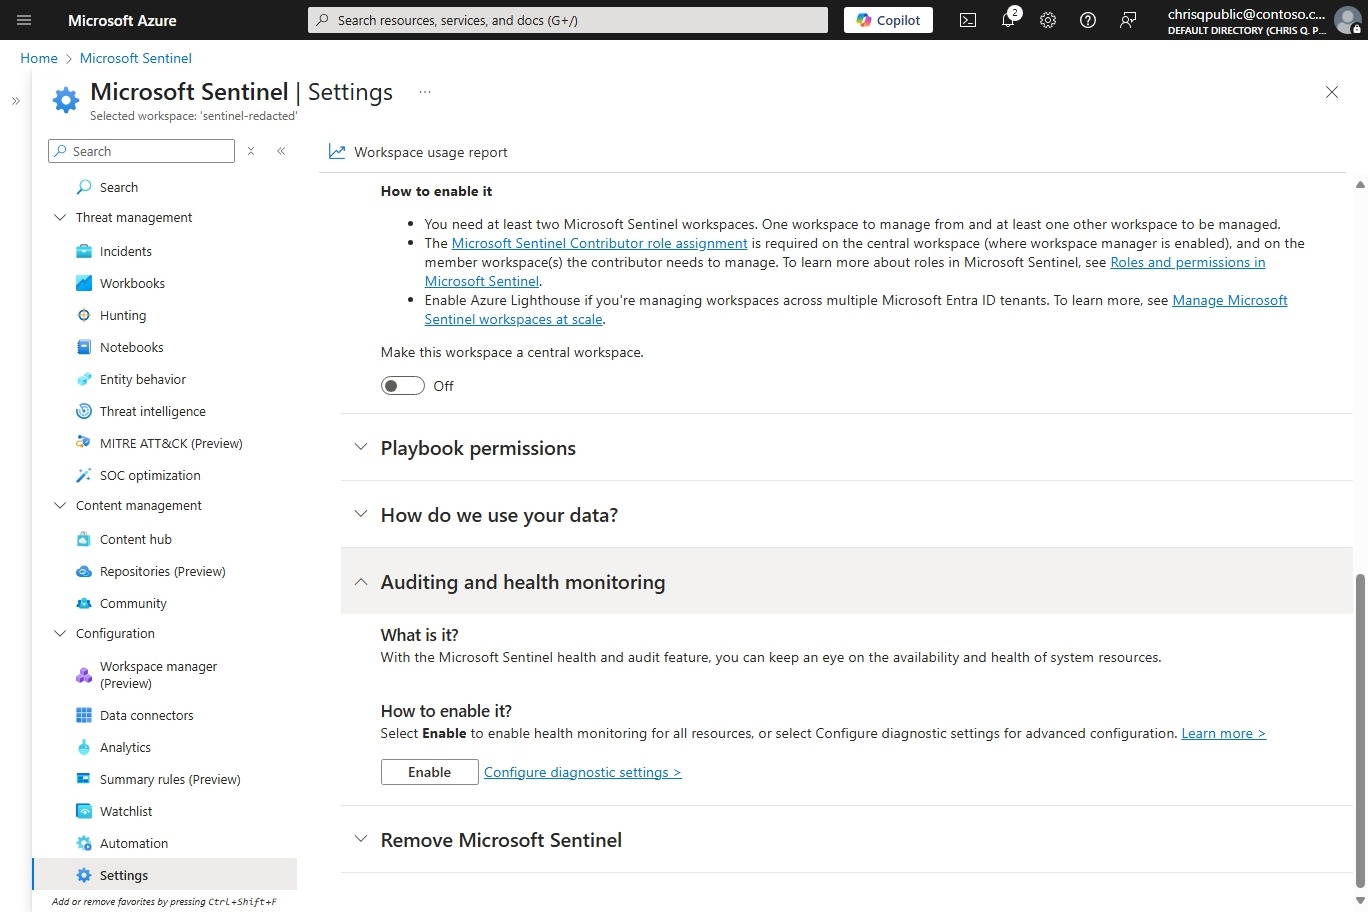 Microsoft Azure
Search resources, services, and docs (G+/)
Copilot
2
chrisqpublic@contoso.c...
DEFAULT DIRECTORY (CHRIS Q. P...
Home > Microsoft Sentinel
Microsoft Sentinel | Settings ...
Selected workspace: 'sentinel-redacted'
Search
Search
Threat management
Incidents
Workbooks
Hunting
Notebooks
Entity behavior
Threat intelligence
MITRE ATT&CK (Preview)
SOC optimization
Content management
Content hub
Repositories (Preview)
Community
Configuration
Workspace manager
(Preview)
Data connectors
Analytics
Summary rules (Preview)
Watchlist
Automation
Settings
Add or remove favorites by pressing Ctrl+Shift+F
Workspace usage report
How to enable it
• You need at least two Microsoft Sentinel workspaces. One workspace to manage from and at least one other workspace to be managed.
• The Microsoft Sentinel Contributor role assignment is required on the central workspace (where workspace manager is enabled), and on the
member workspace(s) the contributor needs to manage. To learn more about roles in Microsoft Sentinel, see Roles and permissions in
Microsoft Sentinel.
• Enable Azure Lighthouse if you're managing workspaces across multiple Microsoft Entra ID tenants. To learn more, see Manage Microsoft
Sentinel workspaces at scale.
Make this workspace a central workspace.
Off
Playbook permissions
How do we use your data?
Auditing and health monitoring
What is it?
With the Microsoft Sentinel health and audit feature, you can keep an eye on the availability and health of system resources.
How to enable it?
Select Enable to enable health monitoring for all resources, or select Configure diagnostic settings for advanced configuration. Learn more >
Enable Configure diagnostic settings >
Remove Microsoft Sentinel